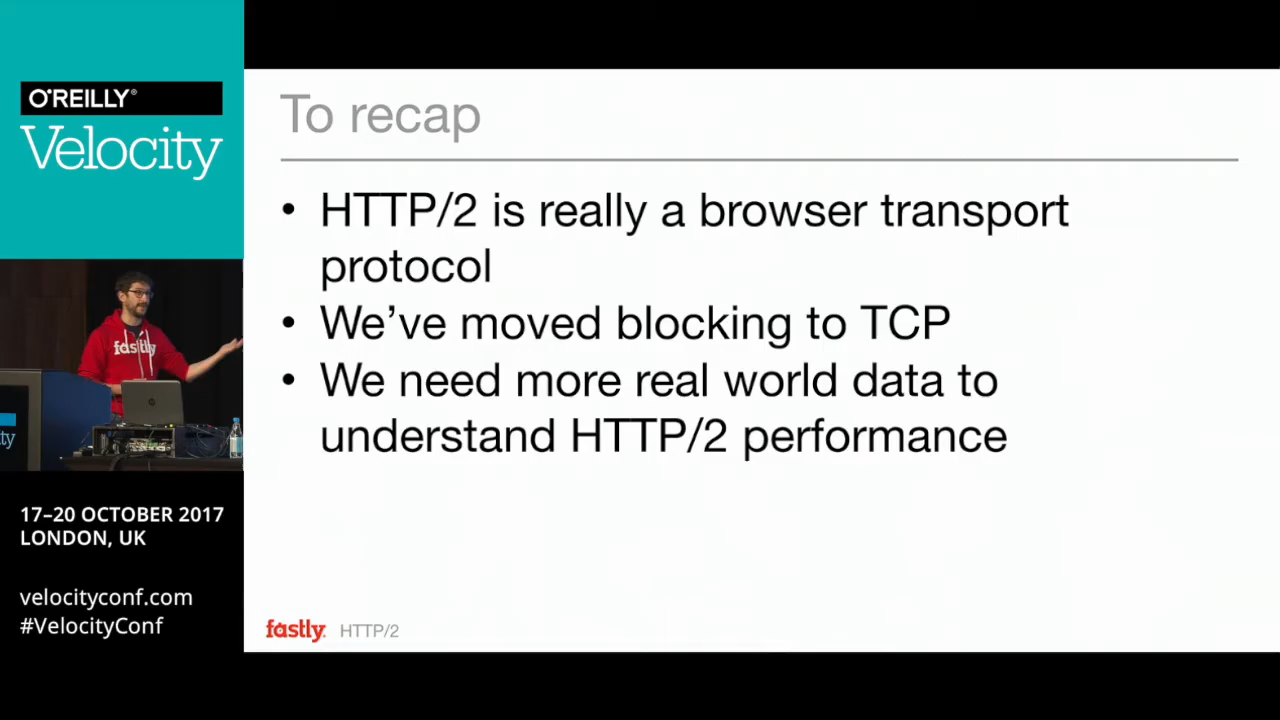 O'REILLY®
Velocity
To recap
• HTTP/2 is really a browser transport
protocol
• We've moved blocking to TCP
• We need more real world data to
understand HTTP/2 performance
fastly
ty
17–20 OCTOBER 2017
LONDON, UK
velocityconf.com
#VelocityConf
fastly. HTTP/2